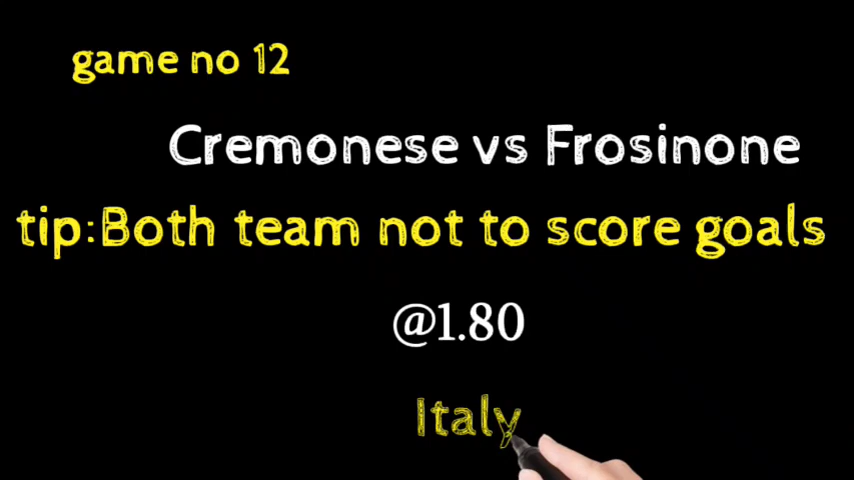 game no 12
Cremonese vs Frosinone
tip:Both team not to score goals
@1.80
Italy